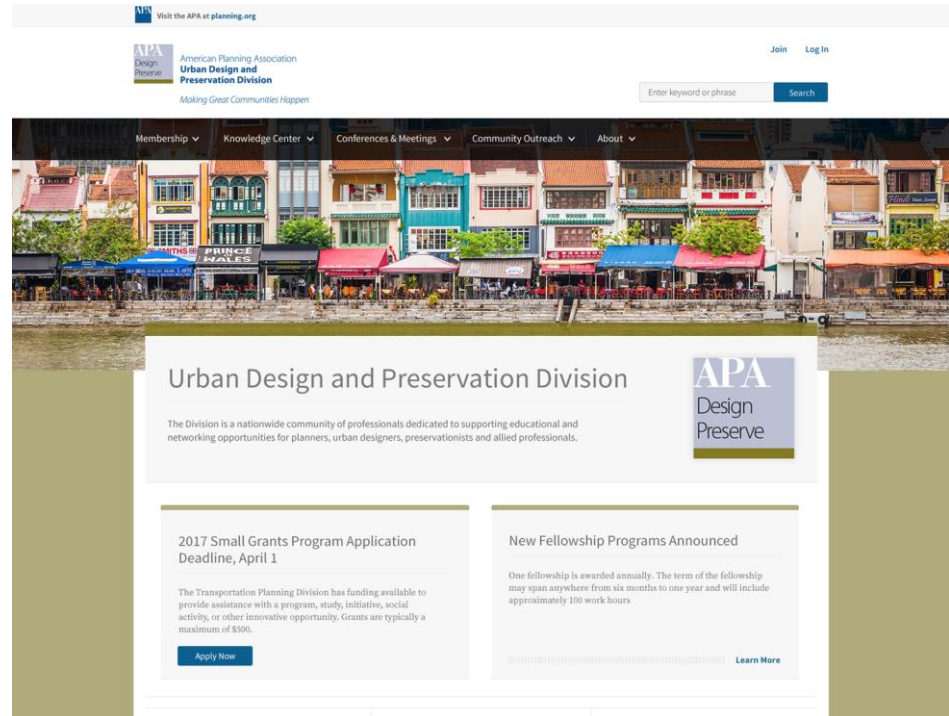 APA
Visit the APA at planning.org
APA
Design
Preserve
American Planning Association
Urban Design and
Preservation Division
Making Great Communities Happen
Join
Log In
Enter keyword or phrase
Search
Membership
Knowledge Center
Conferences & Meetings
Community Outreach
About
PRINCE
WALES
Urban Design and Preservation Division
The Division is a nationwide community of professionals dedicated to supporting educational and
networking opportunities for planners, urban designers, preservationists and allied professionals.
APA
Design
Preserve
2017 Small Grants Program Application
Deadline, April 1
The Transportation Planning Division has funding available to
provide assistance with a program, study, initiative, social
activity, or other innovative opportunity. Grants are typically a
maximum of $500.
Apply Now
New Fellowship Programs Announced
One fellowship is awarded annually. The term of the fellowship
may span anywhere from six months to one year and will include
approximately 100 work hours
Learn More